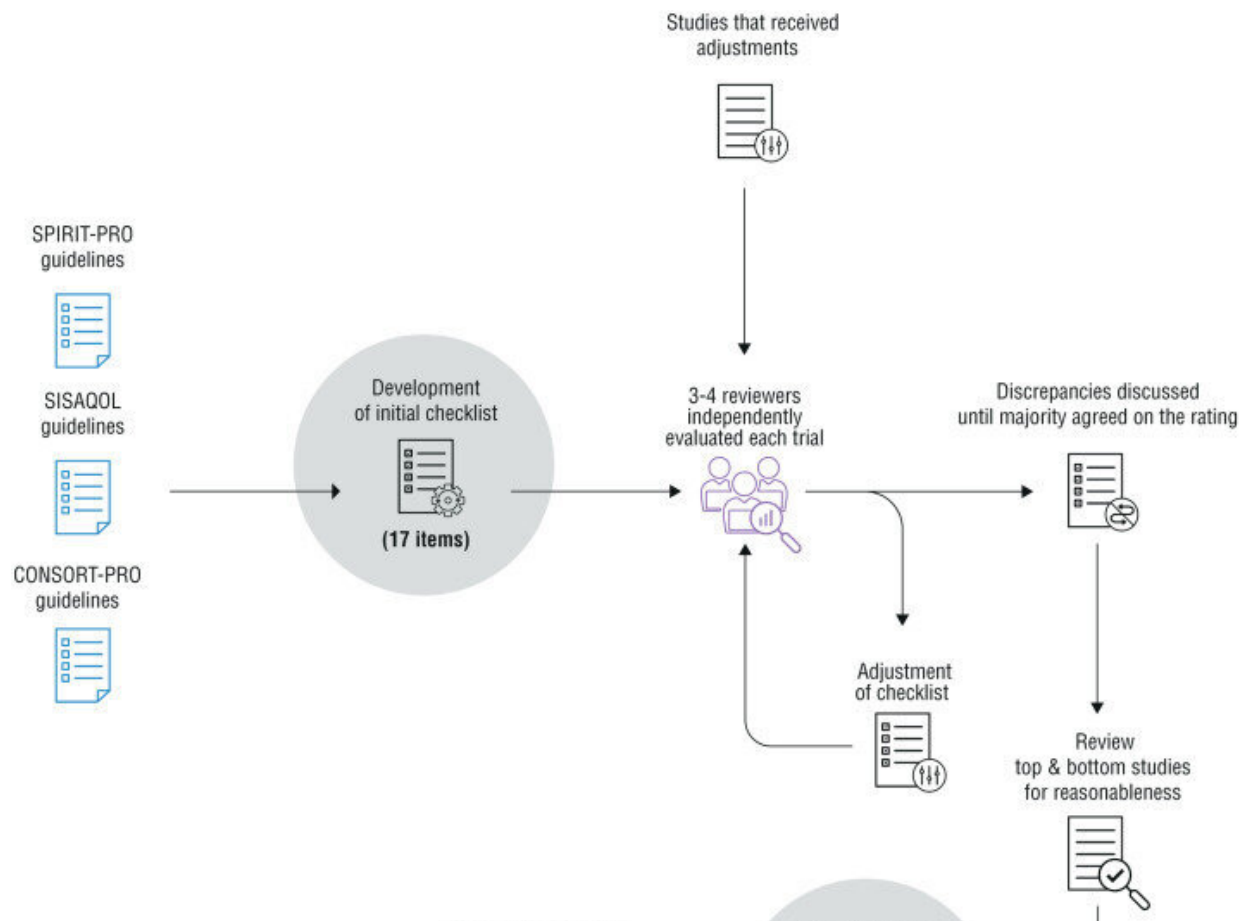 Studies that received
adjustments
SPIRIT-PRO
guidelines
SISAQOL
guidelines
CONSORT-PRO
guidelines
Development
of initial checklist
(17 items)
3-4 reviewers
independently
evaluated each trial
Discrepancies discussed
until majority agreed on the rating
Adjustment
of checklist
Review
top & bottom studies
for reasonableness